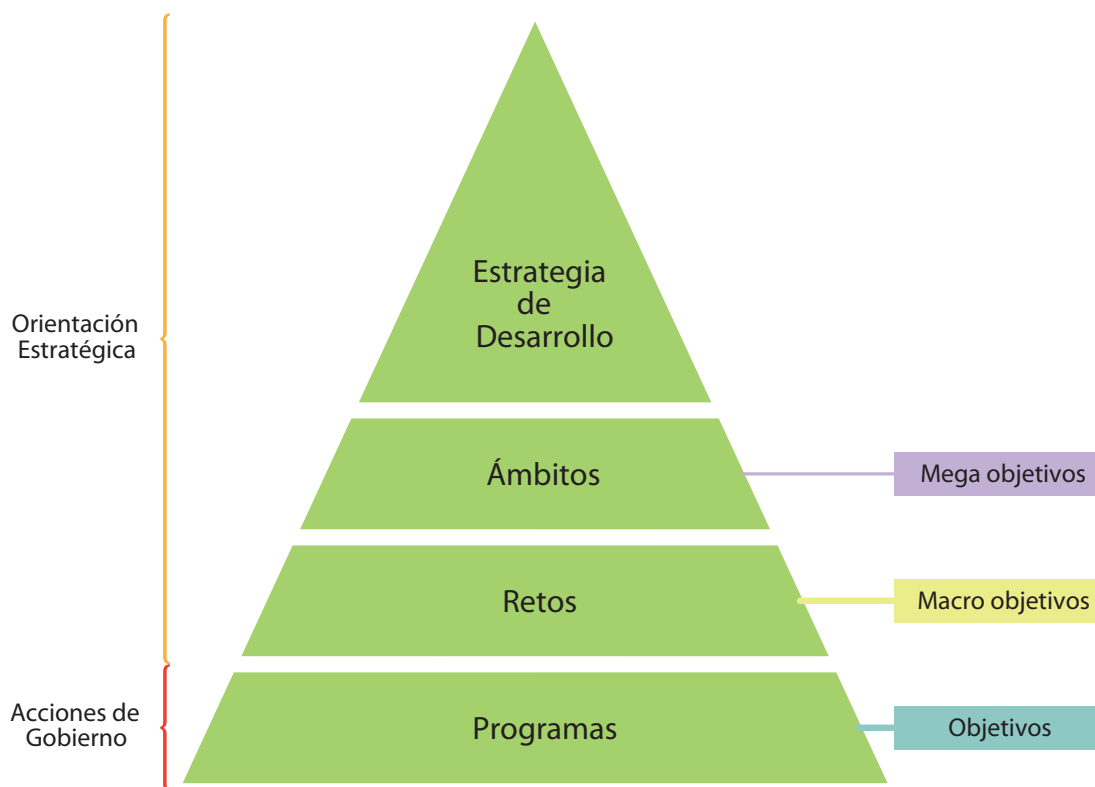 Estrategia
de
Desarrollo
Orientación
Estratégica
Ámbitos
Mega objetivos
Retos
Macro objetivos
Acciones de
Gobierno
Programas
Objetivos